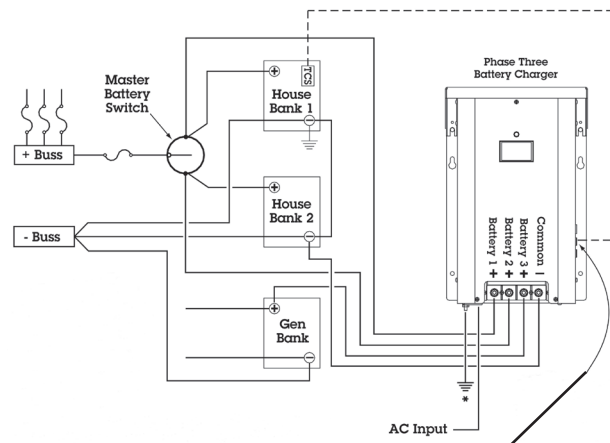 Phase Three
Battery Charger
Master
Battery
Switch
TCS
+
House
Bank 1
−
+ Buss
+
House
Bank 2
−
- Buss
Battery 1 +
Battery 2 +
Battery 3 +
Common −
+
Gen
Bank
−
*
AC Input